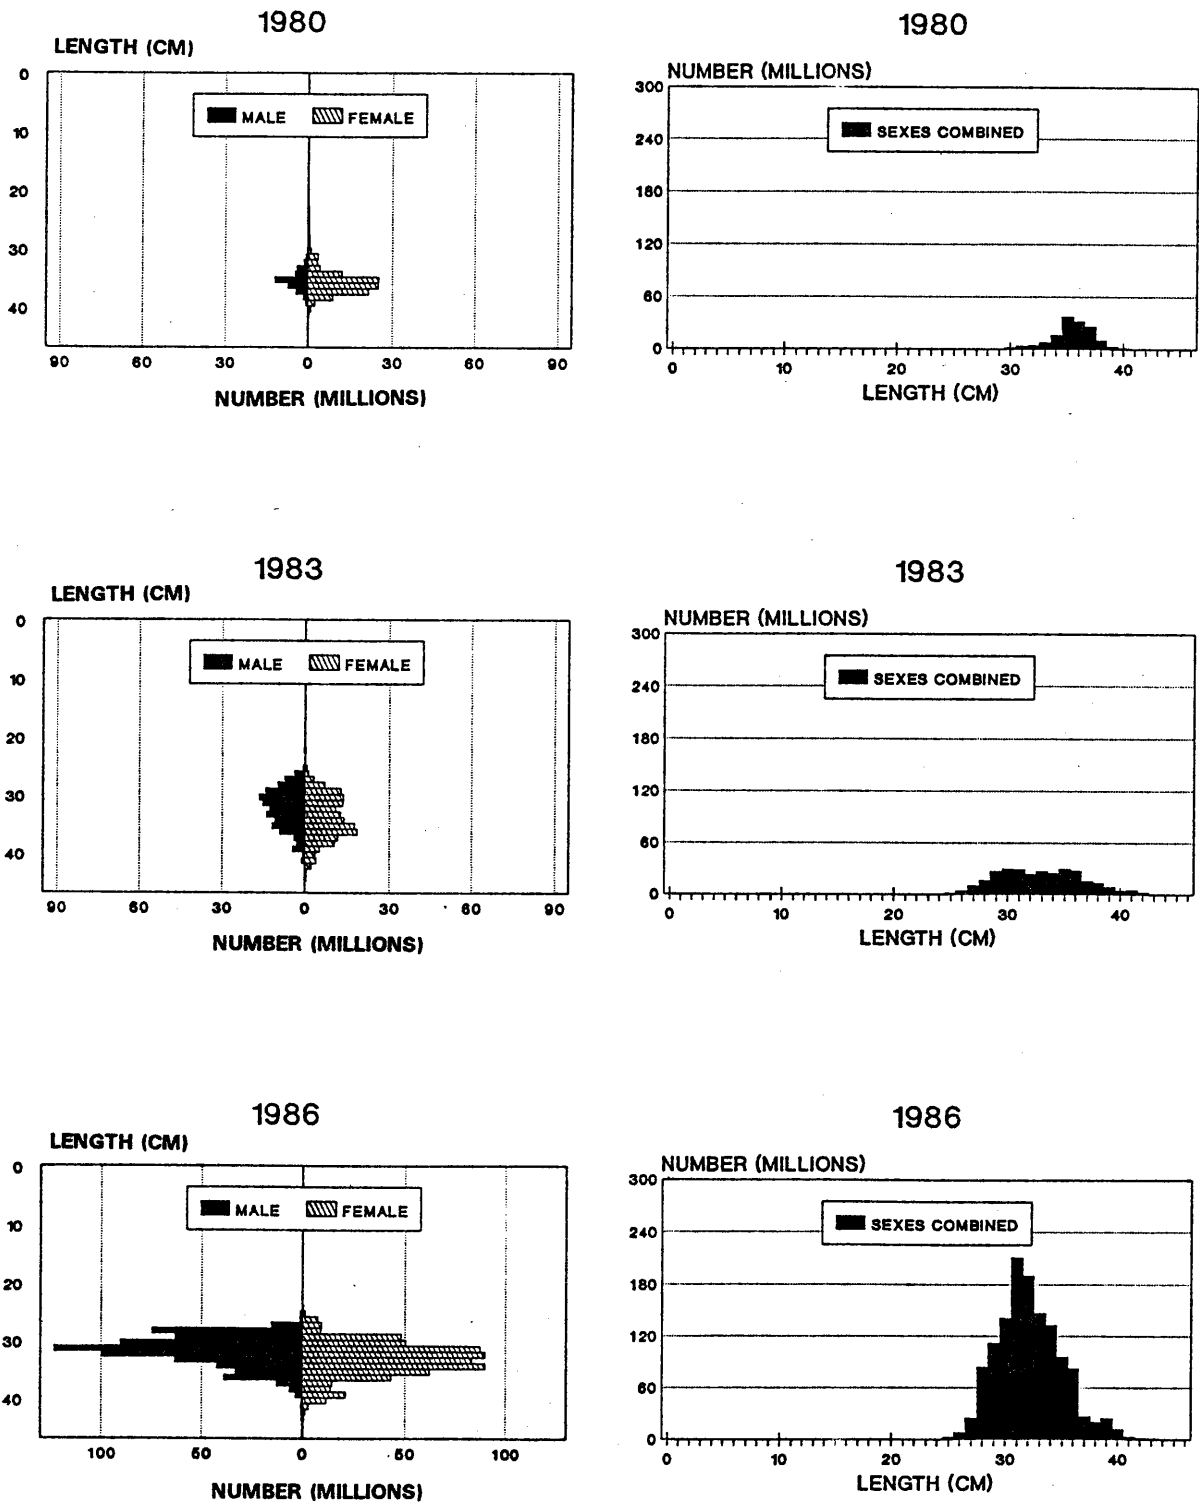 1980
LENGTH (CM)
0
10
20
30
40
MALE FEMALE
90 60 30 0 30 60 90
NUMBER (MILLIONS)
1980
NUMBER (MILLIONS)
300
240
180
120
60
0
SEXES COMBINED
0 10 20 30 40
LENGTH (CM)
1983
LENGTH (CM)
0
10
20
30
40
MALE FEMALE
90 60 30 0 30 60 90
NUMBER (MILLIONS)
1983
NUMBER (MILLIONS)
300
240
180
120
60
0
SEXES COMBINED
0 10 20 30 40
LENGTH (CM)
1986
LENGTH (CM)
0
10
20
30
40
MALE FEMALE
100 50 0 50 100
NUMBER (MILLIONS)
1986
NUMBER (MILLIONS)
300
240
180
120
60
0
SEXES COMBINED
0 10 20 30 40
LENGTH (CM)